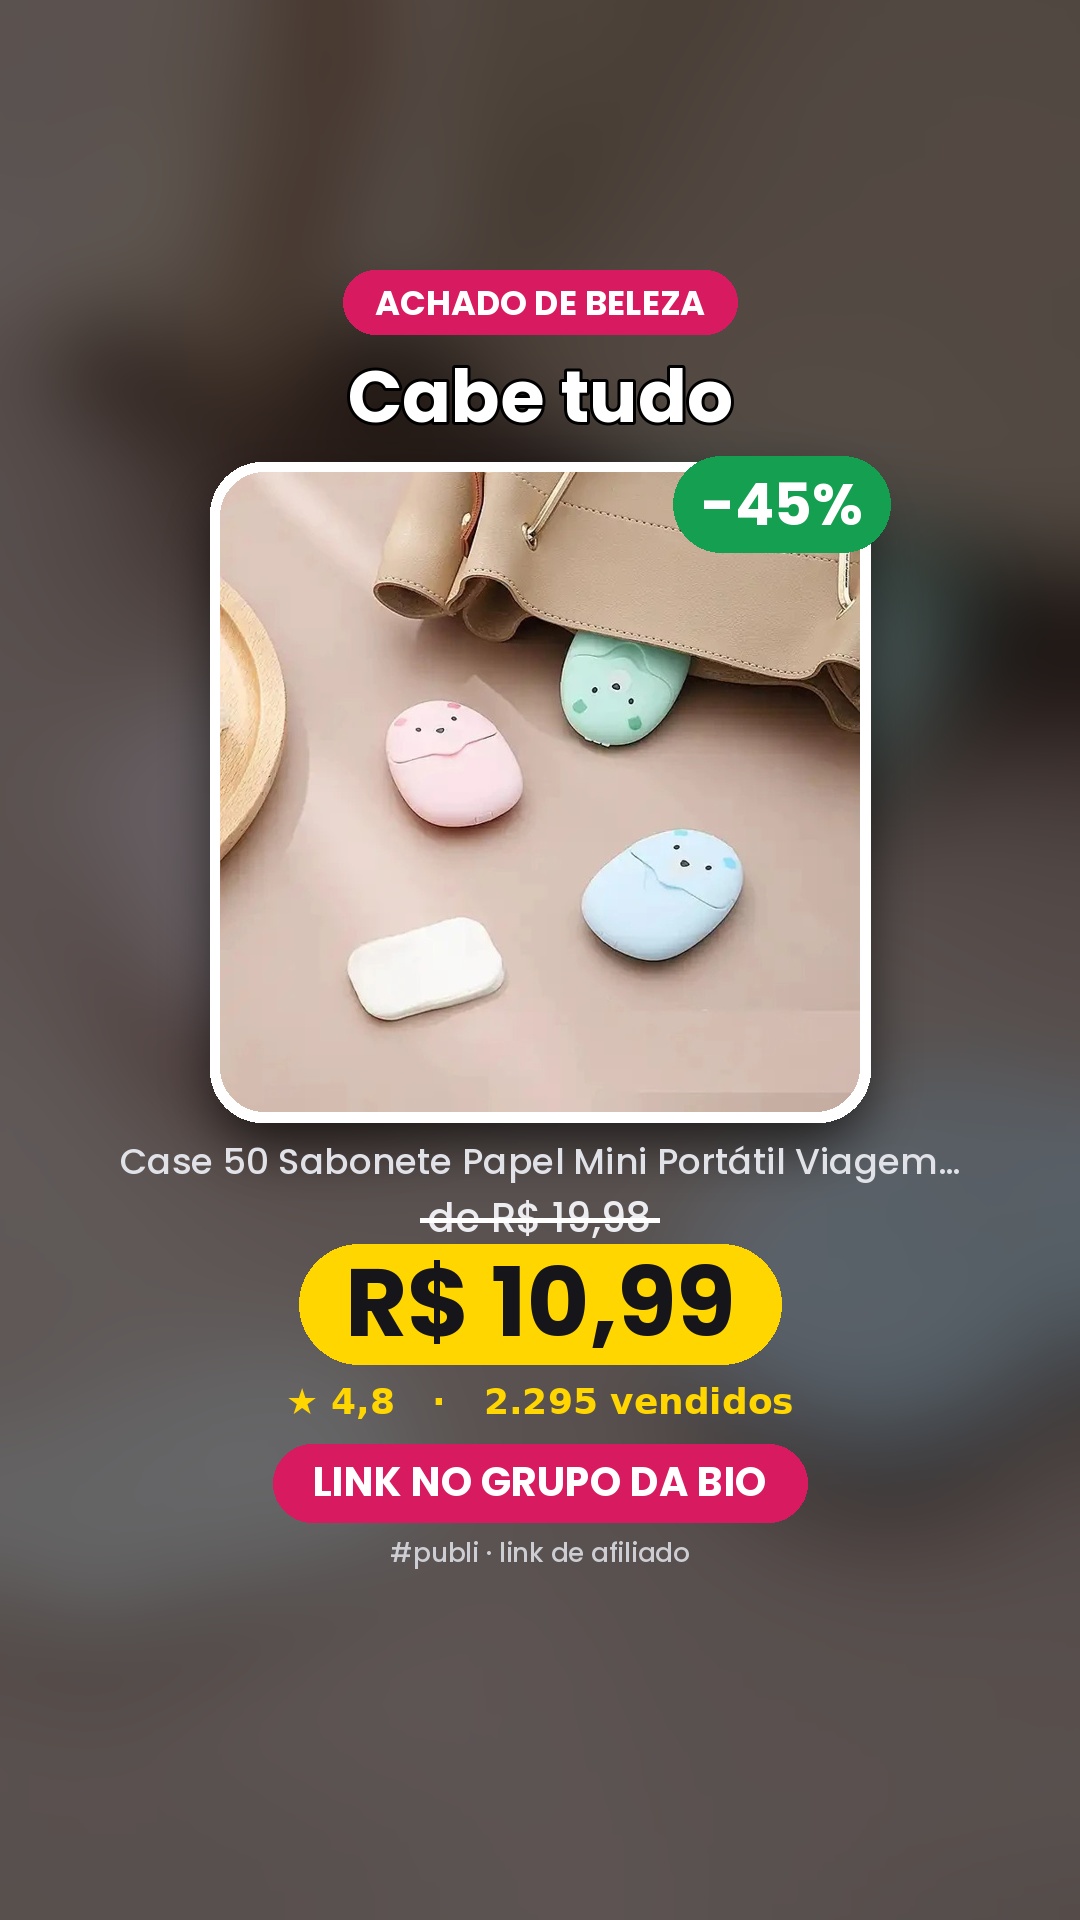 ACHADO DE BELEZA
Cabe tudo
-45%
Case 50 Sabonete Papel Mini Portátil Viagem...
de R$ 19,98
R$ 10,99
★ 4,8 · 2.295 vendidos
LINK NO GRUPO DA BIO
#publi · link de afiliado